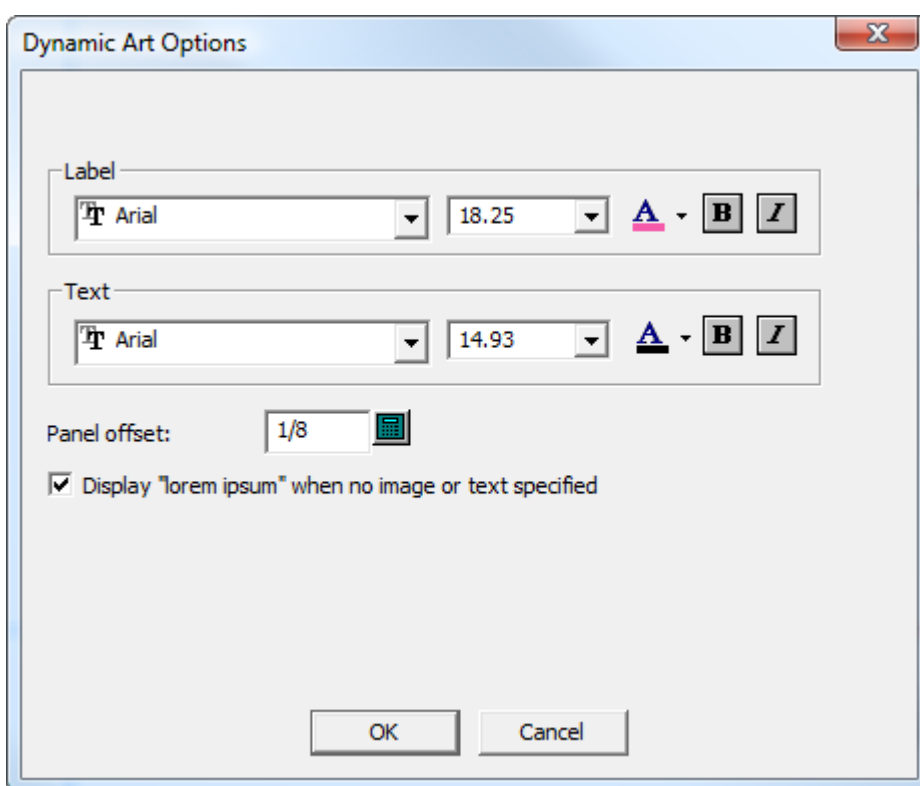 Dynamic Art Options
Label
Arial 18.25 A B I
Text
Arial 14.93 A B I
Panel offset: 1/8
Display "lorem ipsum" when no image or text specified
OK Cancel